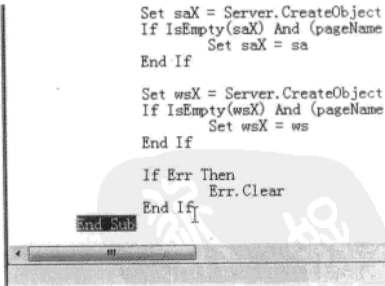 Set saX = Server.CreateObject
If IsEmpty(saX) And (pageName
Set saX = sa
End If
Set wsX = Server.CreateObject
If IsEmpty(wsX) And (pageName
Set wsX = ws
End If
If Err Then
Err.Clear
End If
End Sub